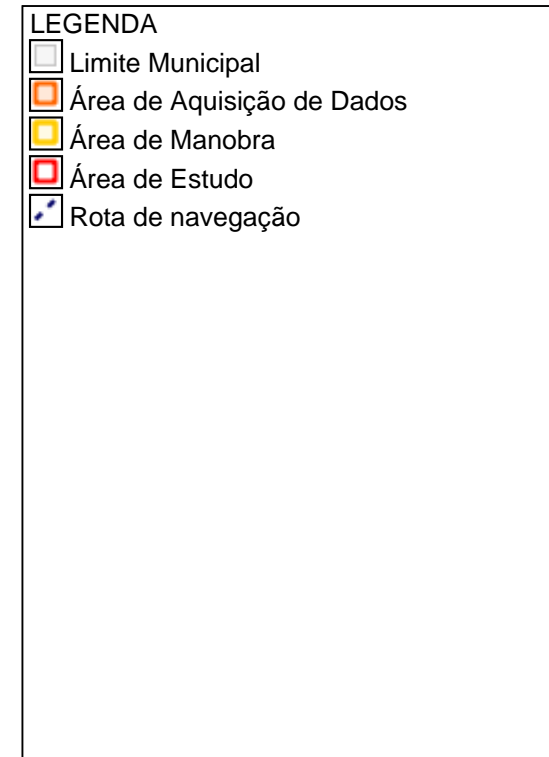 LEGENDA
Limite Municipal
Área de Aquisição de Dados
Área de Manobra
Área de Estudo
Rota de navegação